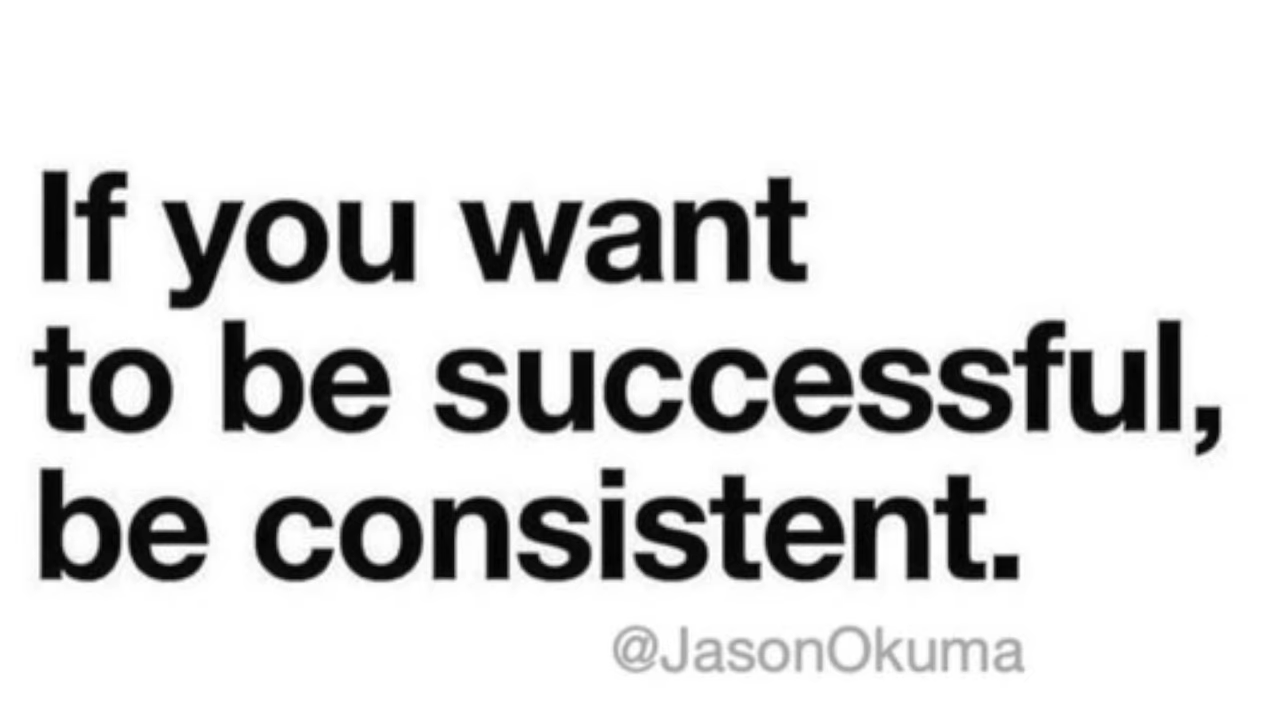 If you want
to be successful,
be consistent.
@JasonOkuma